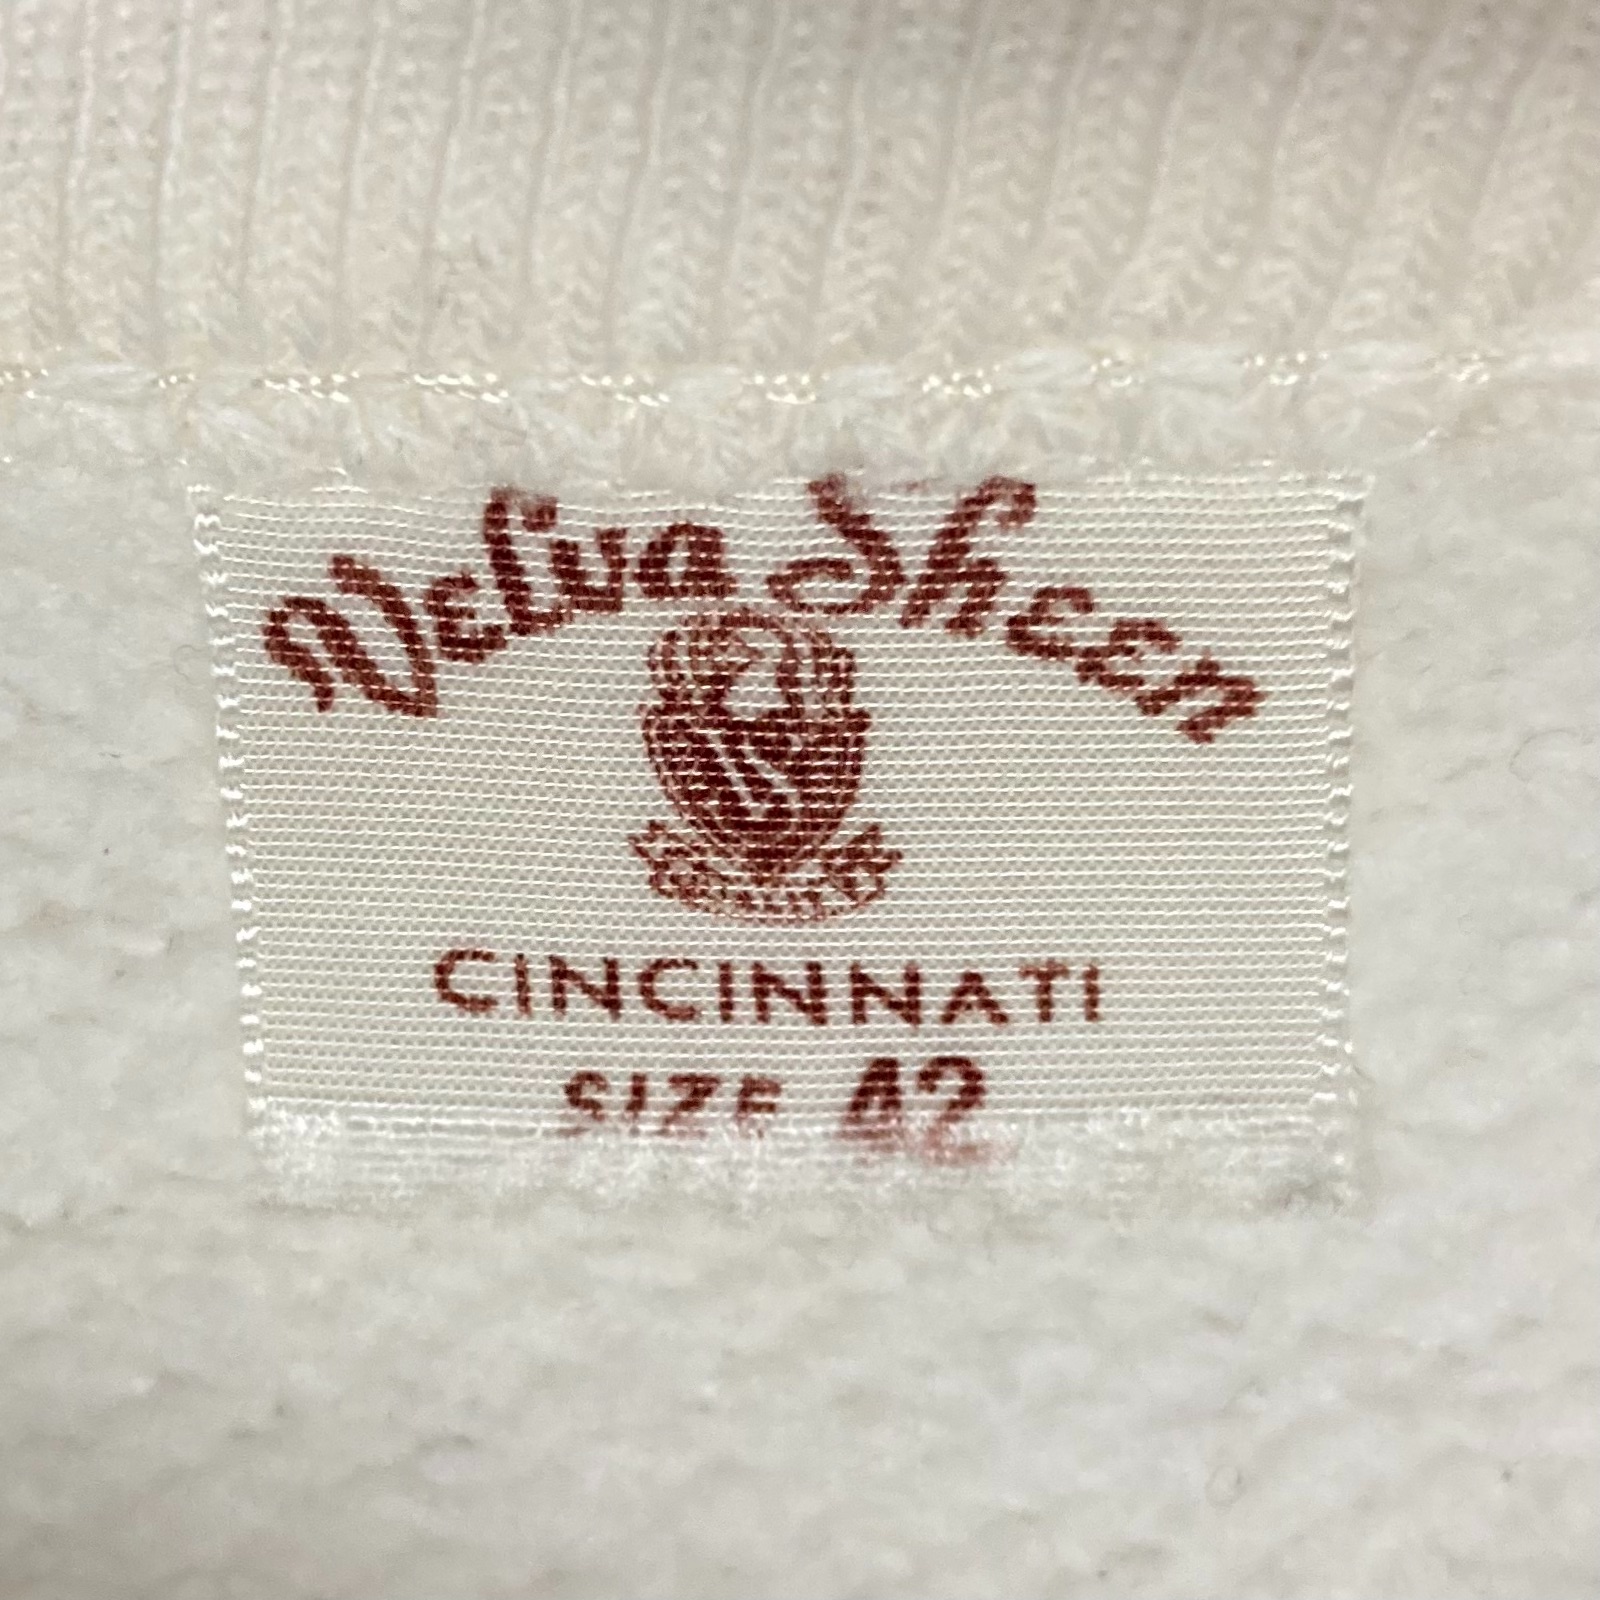 Velva Sheen
CINCINNATI
SIZE 42